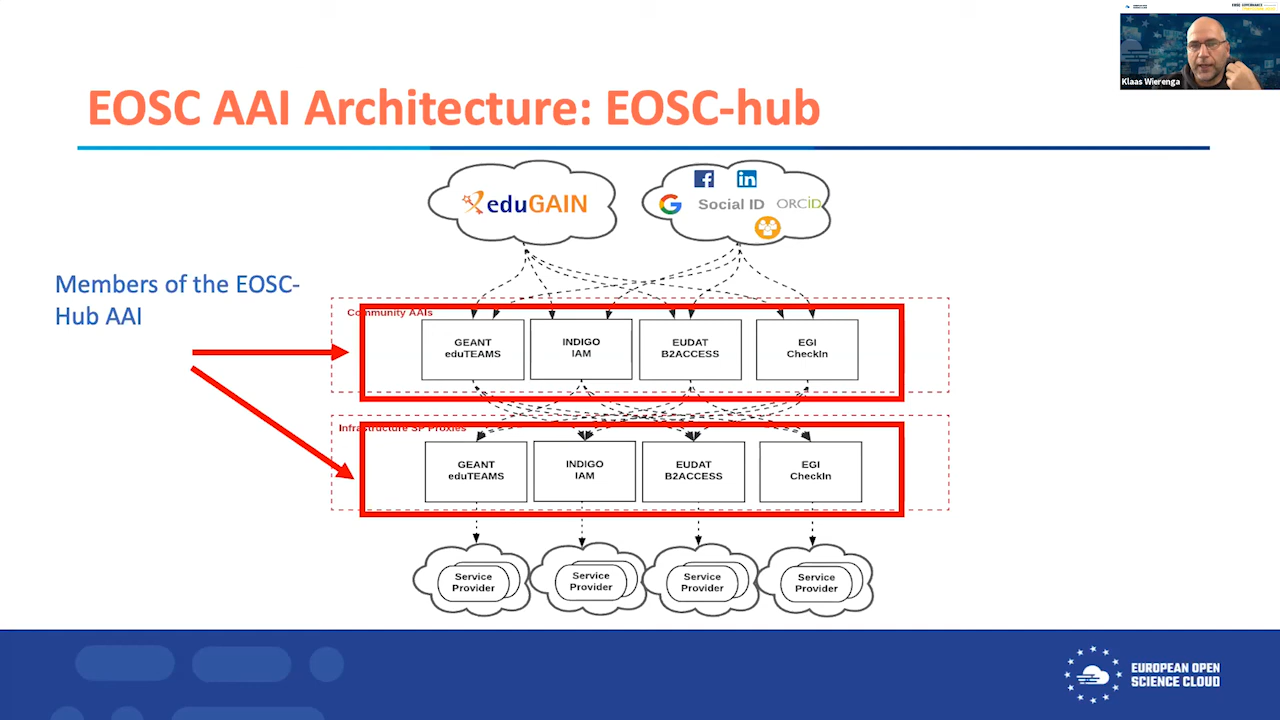 Klaas Wierenga
EOSC AAI Architecture: EOSC-hub
eduGAIN
Social ID
ORCiD
Members of the EOSC-
Hub AAI
Community AAIs
GEANT
eduTEAMS
INDIGO
IAM
EUDAT
B2ACCESS
EGI
CheckIn
Infrastructure SP Proxies
GEANT
eduTEAMS
INDIGO
IAM
EUDAT
B2ACCESS
EGI
CheckIn
Service
Provider
Service
Provider
Service
Provider
Service
Provider
EUROPEAN OPEN
SCIENCE CLOUD